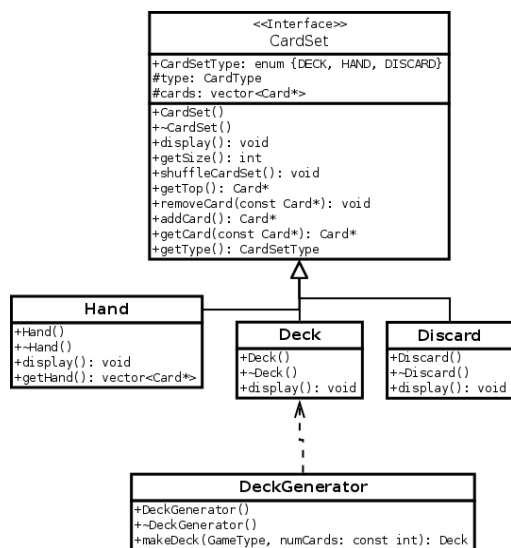 <<Interface>>
CardSet
+CardSetType: enum {DECK, HAND, DISCARD}
#type: CardType
#cards: vector<Card*>
+CardSet()
+~CardSet()
+display(): void
+getSize(): int
+shuffleCardSet(): void
+getTop(): Card*
+removeCard(const Card*): void
+addCard(): Card*
+getCard(const Card*): Card*
+getType(): CardSetType
Hand
+Hand()
+~Hand()
+display(): void
+getHand(): vector<Card*>
Deck
+Deck()
+~Deck()
+display(): void
Discard
+Discard()
+~Discard()
+display(): void
DeckGenerator
+DeckGenerator()
+~DeckGenerator()
+makeDeck(GameType, numCards: const int): Deck